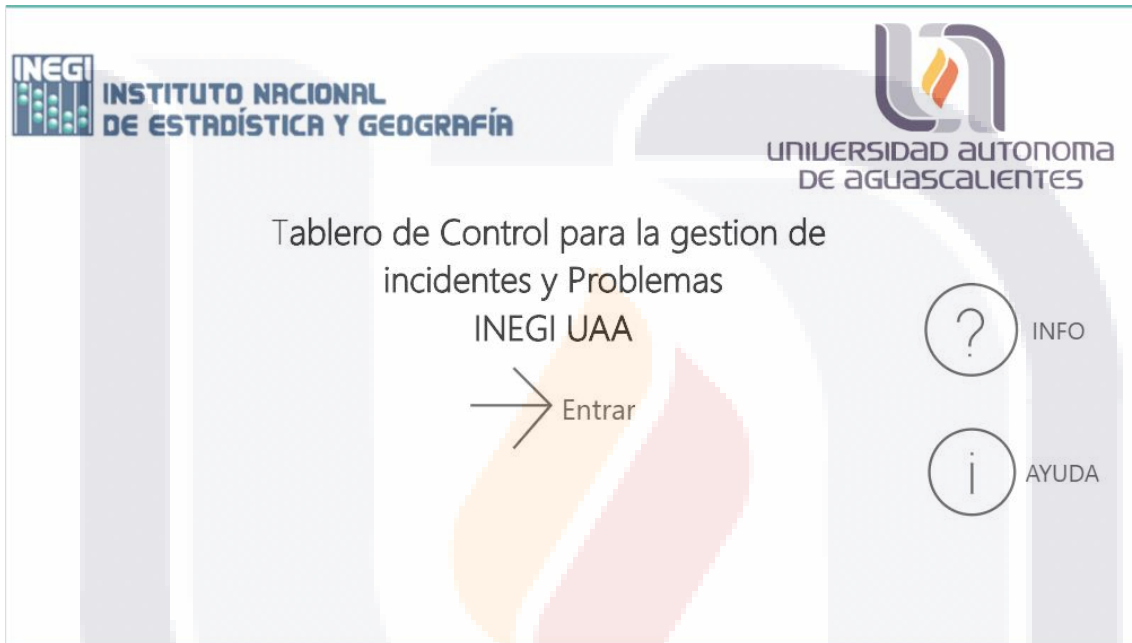 INEGI
INSTITUTO NACIONAL
DE ESTADÍSTICA Y GEOGRAFÍA
UNIVERSIDAD AUTONOMA
DE AGUASCALIENTES
Tablero de Control para la gestion de
incidentes y Problemas
INEGI UAA
? INFO
Entrar
i AYUDA